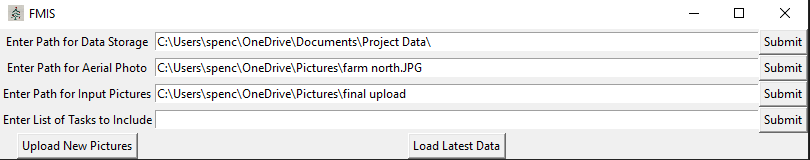 FMIS
Enter Path for Data Storage C:\Users\spenc\OneDrive\Documents\Project Data\ Submit
Enter Path for Aerial Photo C:\Users\spenc\OneDrive\Pictures\farm north.JPG Submit
Enter Path for Input Pictures C:\Users\spenc\OneDrive\Pictures\final upload Submit
Enter List of Tasks to Include Submit
Upload New Pictures Load Latest Data